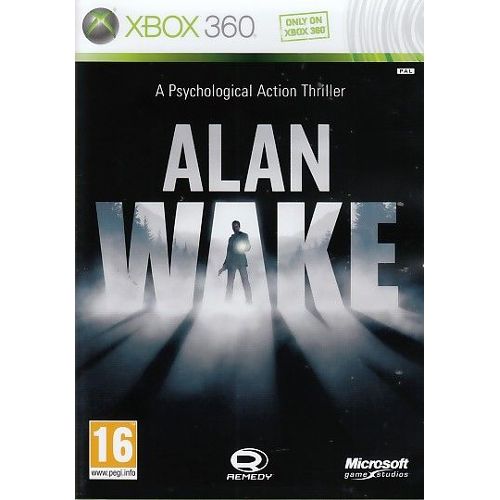 XBOX 360
ONLY ON
XBOX 360
PAL
A Psychological Action Thriller
ALAN
WAKE
16
www.pegi.info
REMEDY
Microsoft
game studios